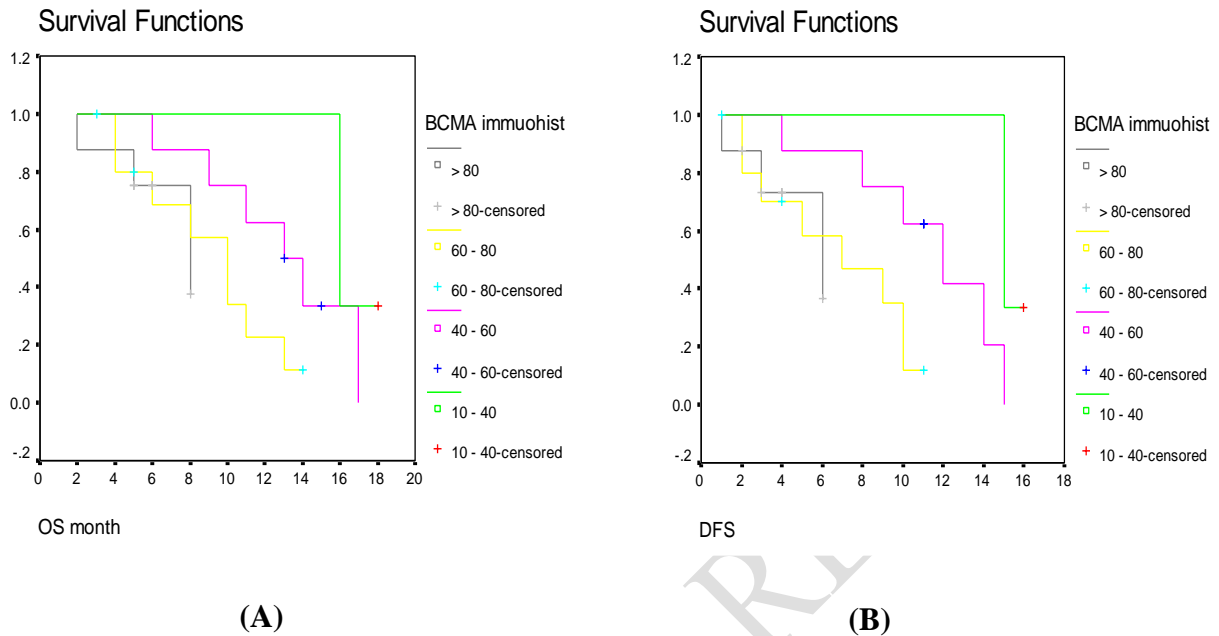 Survival Functions
1.2
1.0
.8
.6
.4
.2
0.0
-.2
0 2 4 6 8 10 12 14 16 18 20
OS month
BCMA immuohist
> 80
> 80-censored
60 - 80
60 - 80-censored
40 - 60
40 - 60-censored
10 - 40
10 - 40-censored
(A)
Survival Functions
1.2
1.0
.8
.6
.4
.2
0.0
-.2
0 2 4 6 8 10 12 14 16 18
DFS
BCMA immuohist
> 80
> 80-censored
60 - 80
60 - 80-censored
40 - 60
40 - 60-censored
10 - 40
10 - 40-censored
(B)